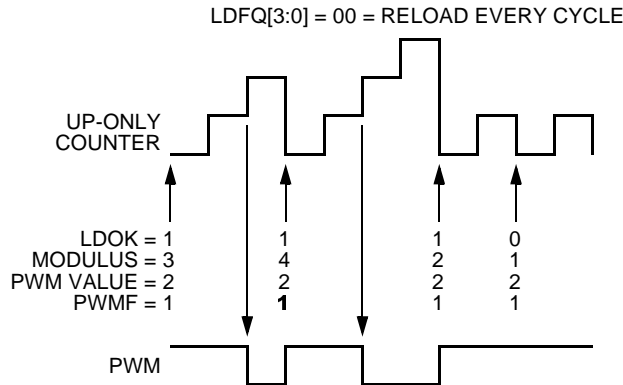 LDFQ[3:0] = 00 = RELOAD EVERY CYCLE
UP-ONLY
COUNTER
LDOK = 1 1 1 0
MODULUS = 3 4 2 1
PWM VALUE = 2 2 2 2
PWMF = 1 1 1 1
PWM